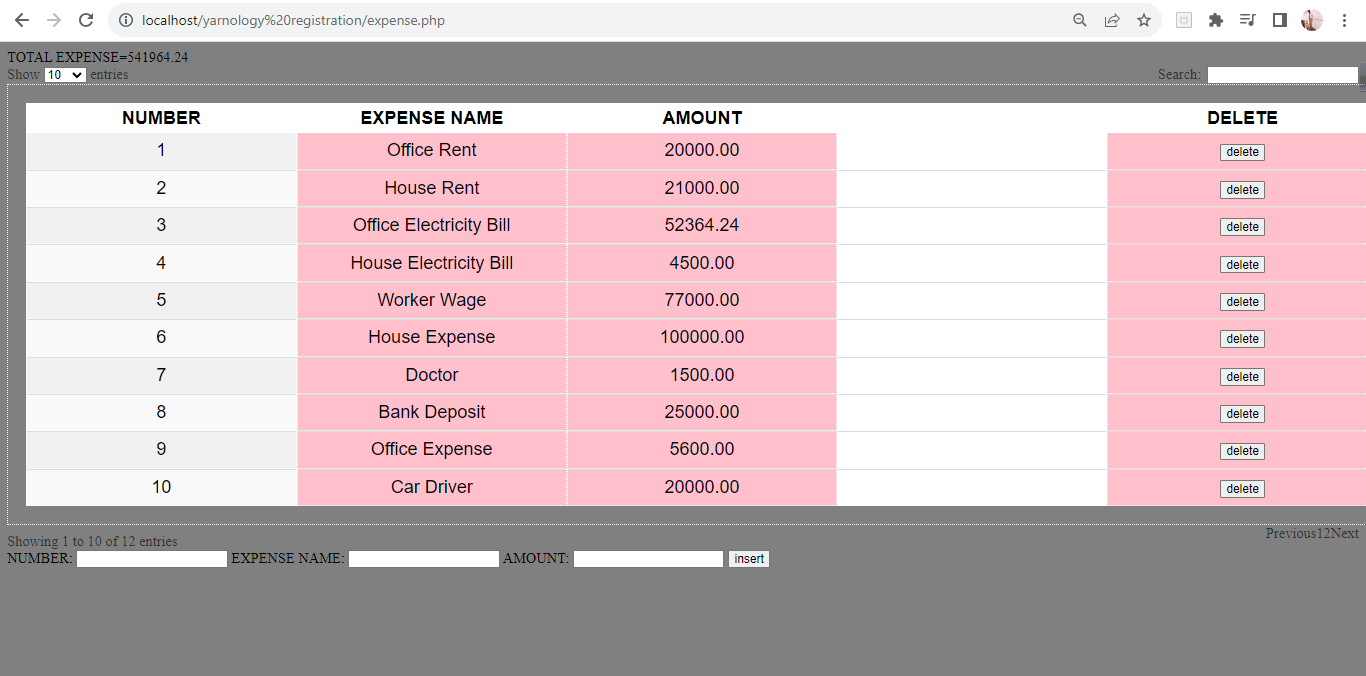 localhost/yarnology%20registration/expense.php
TOTAL EXPENSE=541964.24
Show 10 entries Search:
NUMBER EXPENSE NAME AMOUNT DELETE
1 Office Rent 20000.00 delete
2 House Rent 21000.00 delete
3 Office Electricity Bill 52364.24 delete
4 House Electricity Bill 4500.00 delete
5 Worker Wage 77000.00 delete
6 House Expense 100000.00 delete
7 Doctor 1500.00 delete
8 Bank Deposit 25000.00 delete
9 Office Expense 5600.00 delete
10 Car Driver 20000.00 delete
Showing 1 to 10 of 12 entries Previous12Next
NUMBER: EXPENSE NAME: AMOUNT: insert